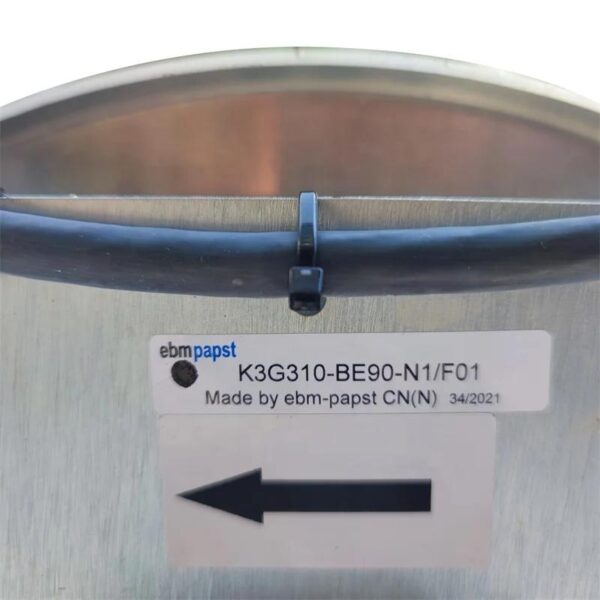 ebmpapst
K3G310-BE90-N1/F01
Made by ebm-papst CN(N) 34/2021